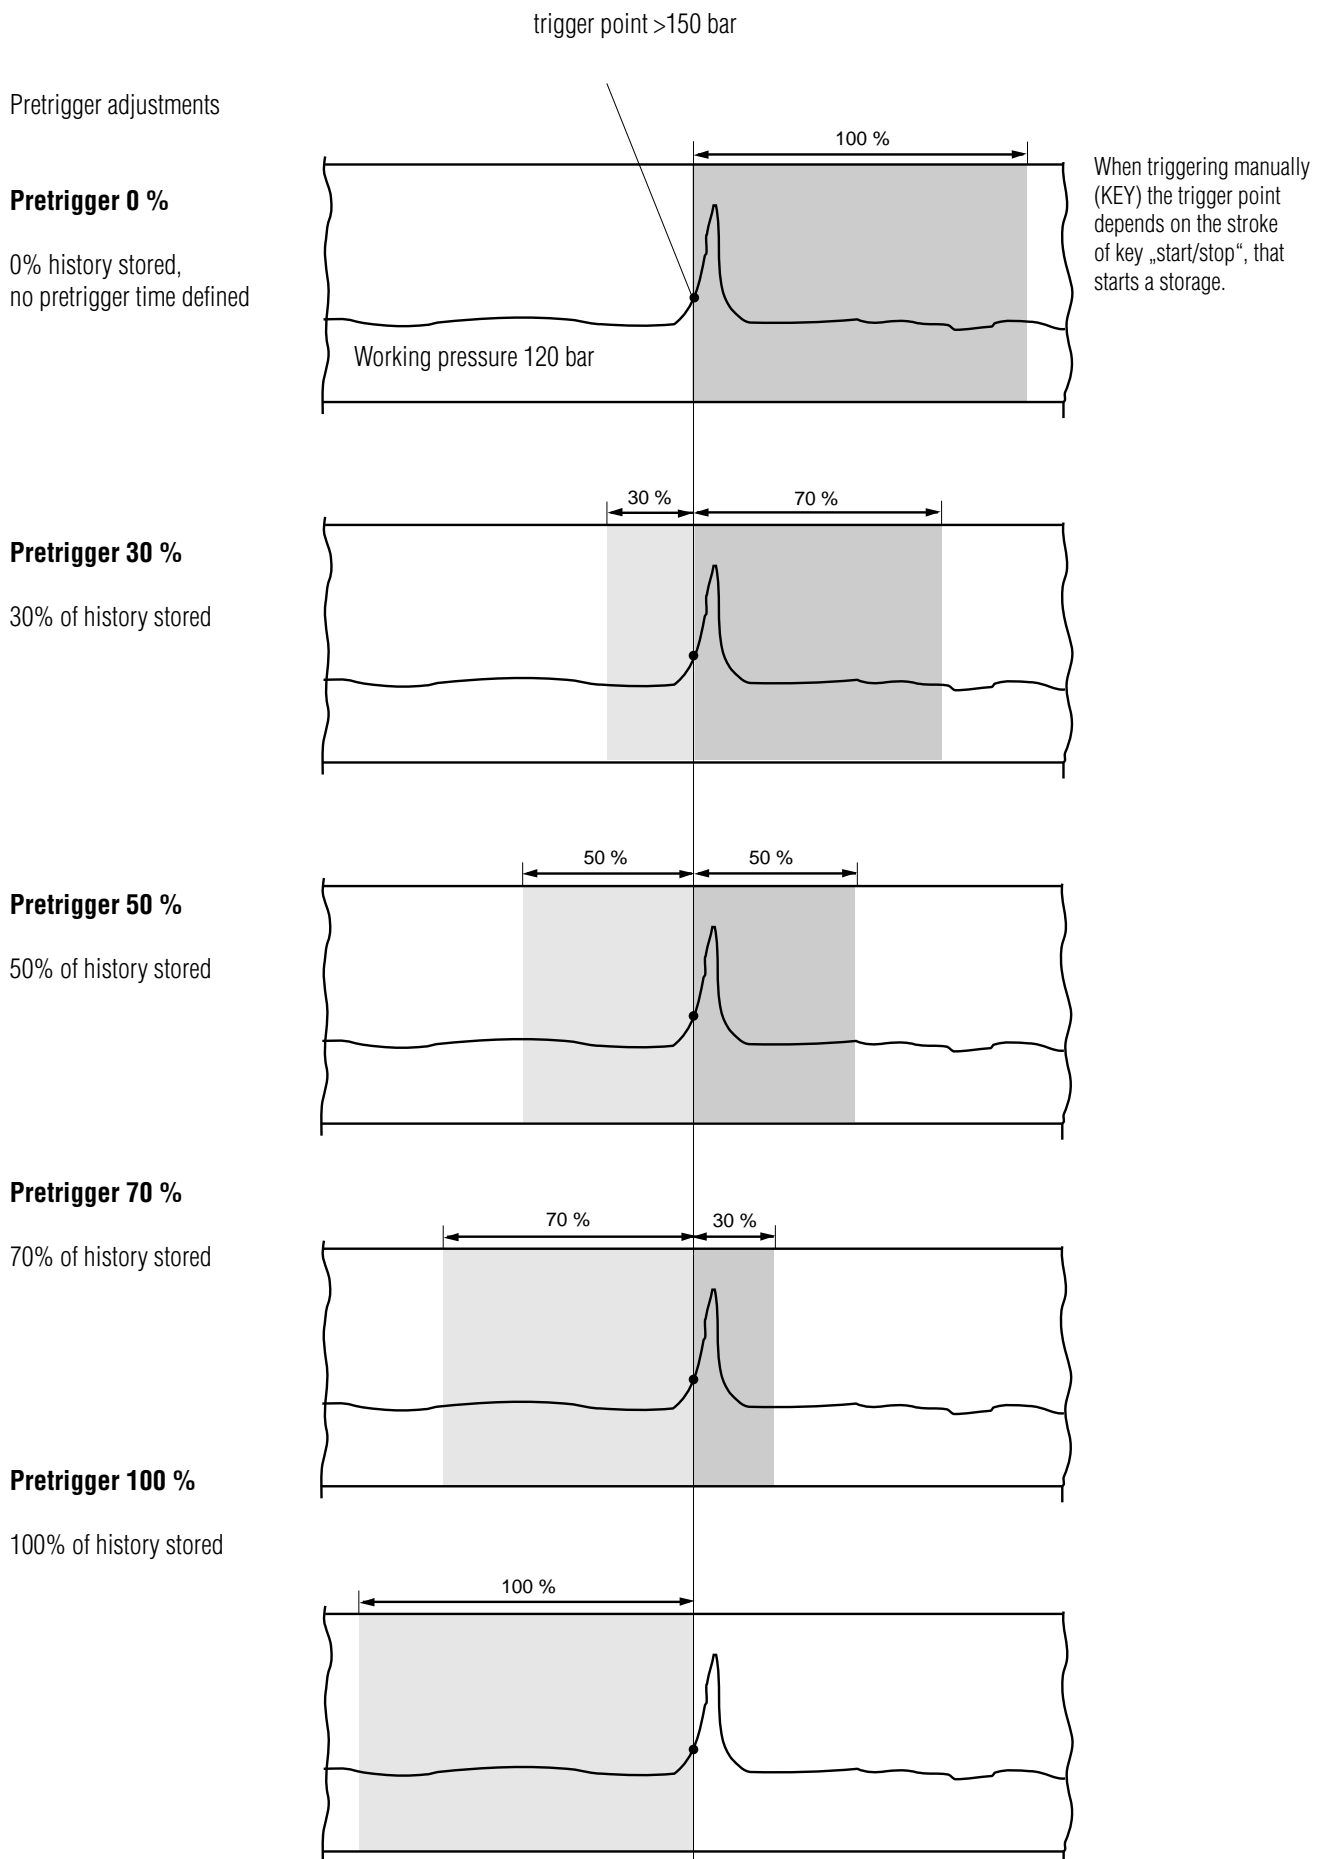 trigger point >150 bar
Pretrigger adjustments
100 %
Pretrigger 0 %
0% history stored,
no pretrigger time defined
Working pressure 120 bar
When triggering manually
(KEY) the trigger point
depends on the stroke
of key „start/stop“, that
starts a storage.
30 %
70 %
Pretrigger 30 %
30% of history stored
50 %
50 %
Pretrigger 50 %
50% of history stored
Pretrigger 70 %
70 %
30 %
70% of history stored
Pretrigger 100 %
100% of history stored
100 %